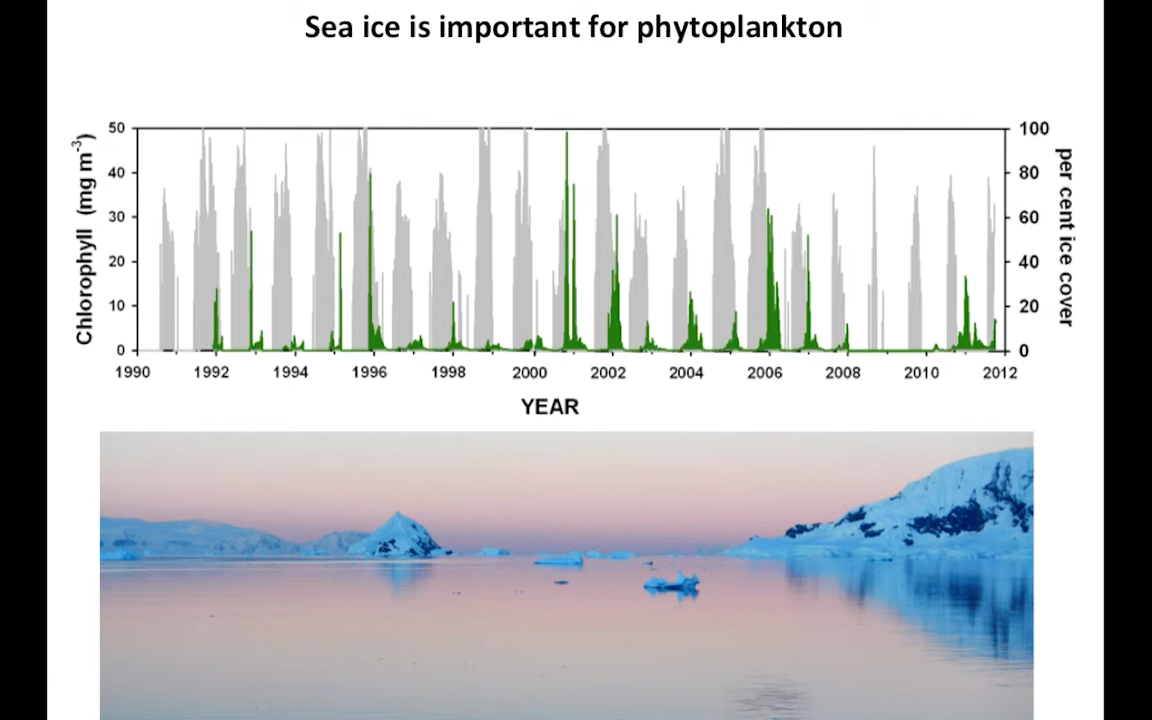 Sea ice is important for phytoplankton
Chlorophyll (mg m-3)
50
40
30
20
10
0
100
80
60
40
20
0
per cent ice cover
1990 1992 1994 1996 1998 2000 2002 2004 2006 2008 2010 2012
YEAR